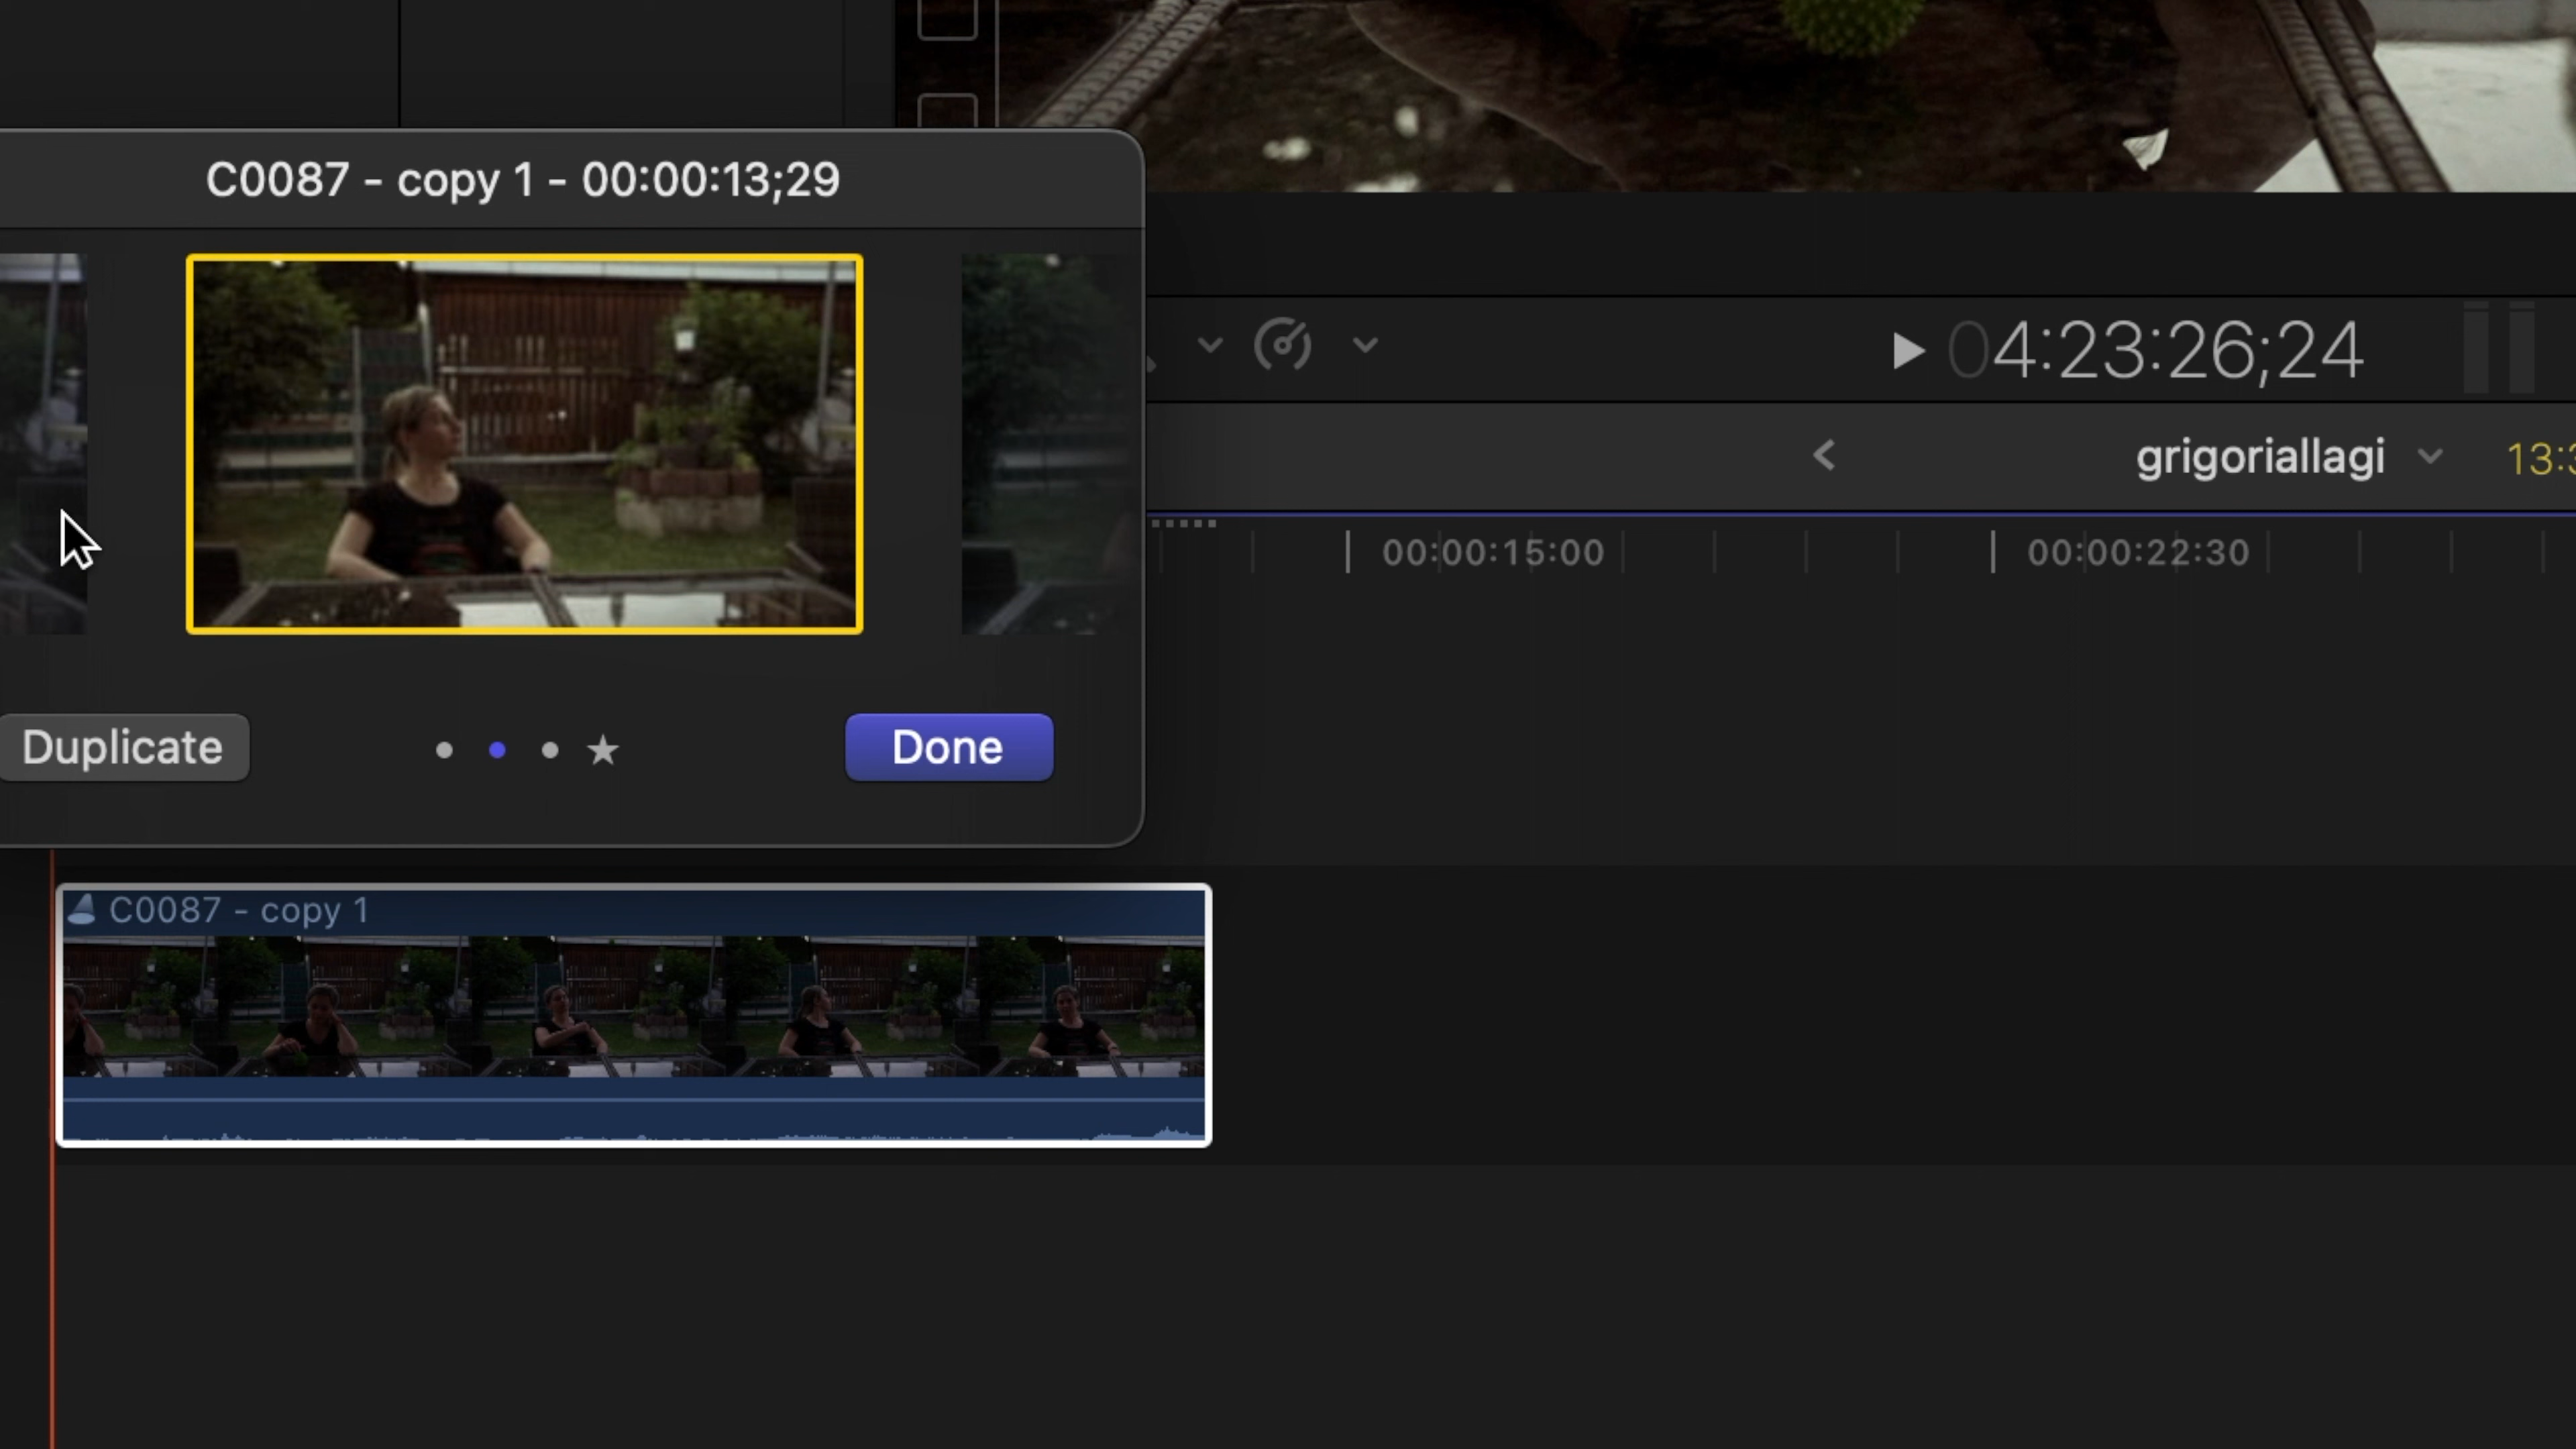 C0087 - copy 1 - 00:00:13;29
04:23:26;24
grigoriallagi
00:00:15:00
00:00:22:30
Duplicate
Done
C0087 - copy 1